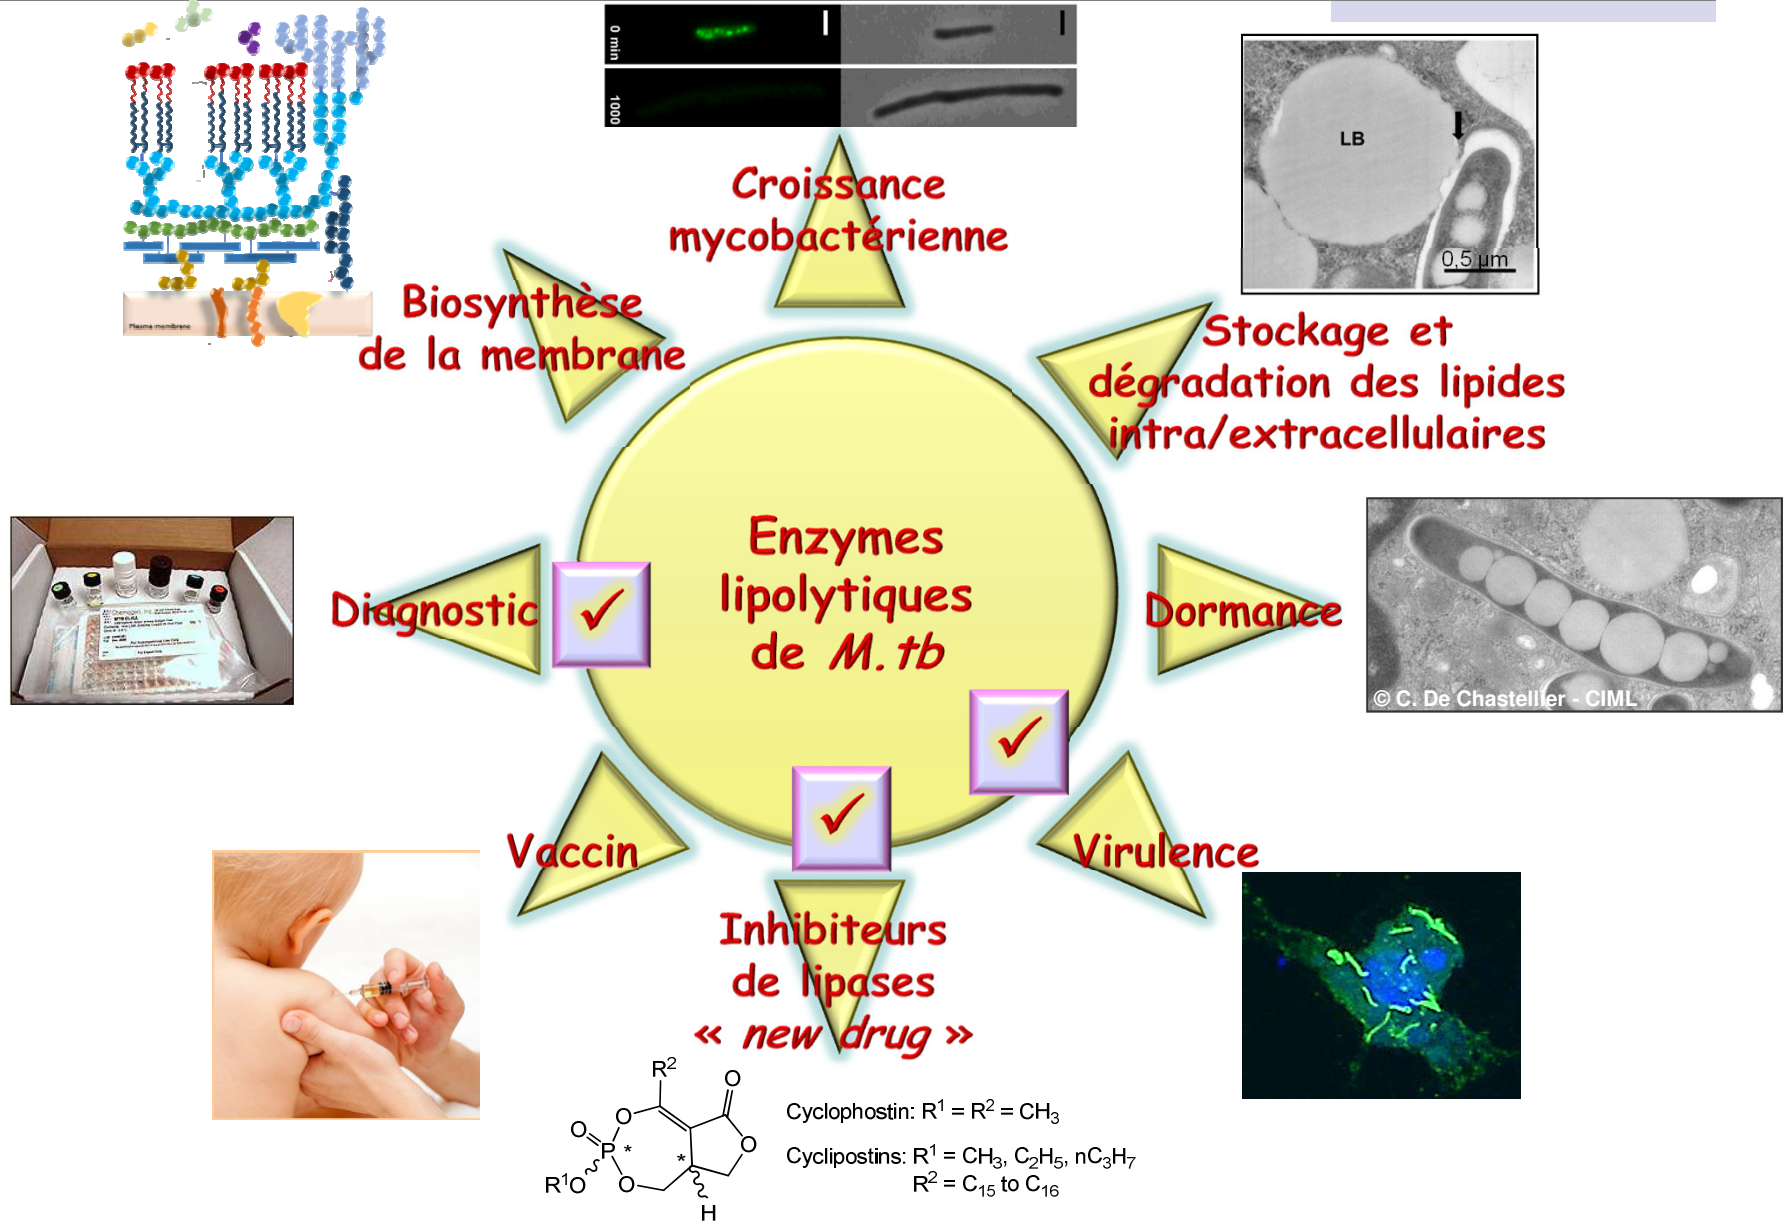 0 min
1000
LB
0,5 µm
Plasma membrane
Croissance
mycobactérienne
Biosynthèse
de la membrane
Stockage et
dégradation des lipides
intra/extracellulaires
Enzymes
lipolytiques
de M.tb
Diagnostic
Dormance
© C. De Chastellier - CIML
Vaccin
Virulence
Inhibiteurs
de lipases
« new drug »
R2
O
O
O
P
*
*
O
R1O
O
H
Cyclophostin: R1 = R2 = CH3
Cyclipostins: R1 = CH3, C2H5, nC3H7
R2 = C15 to C16